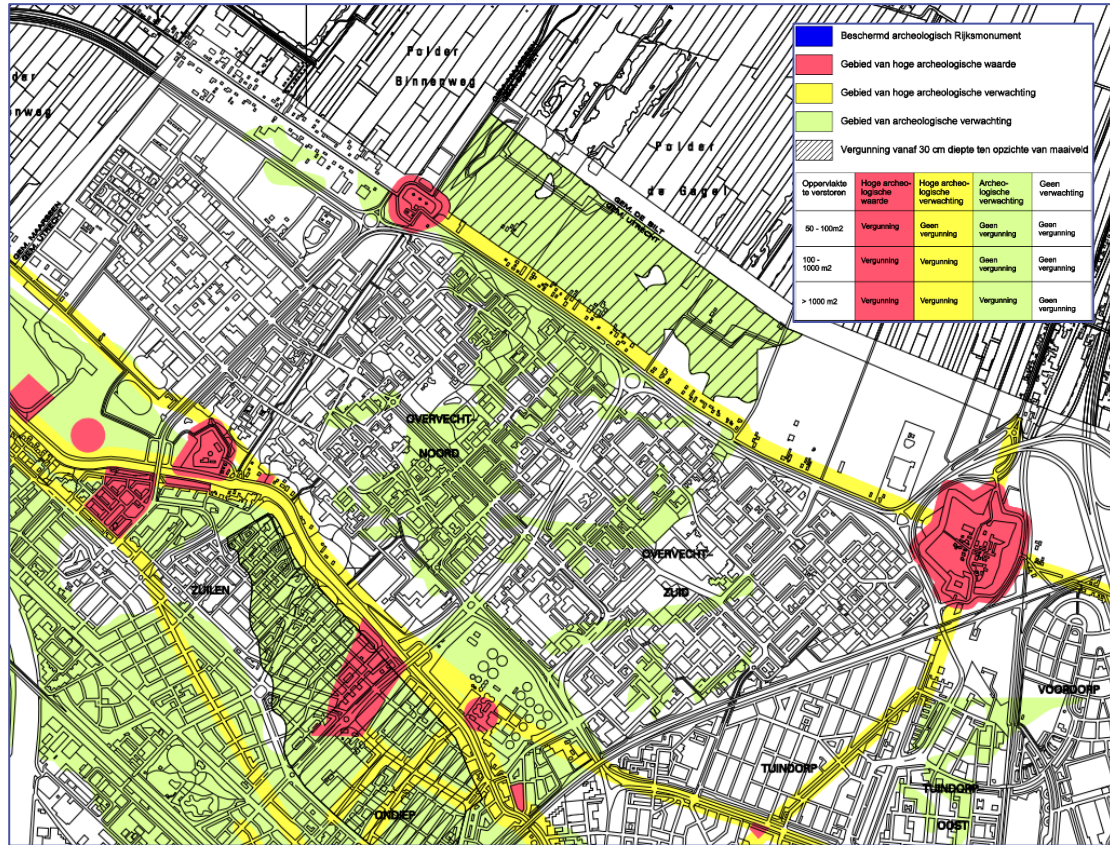 Polder
Binnenweg
Polder
de Gagel
GEM. DE BILT
GEM. UTRECHT
GEM. MAARSSEN
GEM. UTRECHT
OVERVECHT-
NOORD
OVERVECHT-
ZUID
ZUILEN
ONDIEP
TUINDORP
TUINDORP-
OOST
VOORDORP
Beschermd archeologisch Rijksmonument
Gebied van hoge archeologische waarde
Gebied van hoge archeologische verwachting
Gebied van archeologische verwachting
Vergunning vanaf 30 cm diepte ten opzichte van maaiveld
Oppervlakte te verstoren Hoge archeo-logische waarde Hoge archeo-logische verwachting Archeo-logische verwachting Geen verwachting
50 - 100m2 Vergunning Geen vergunning Geen vergunning Geen vergunning
100 - 1000 m2 Vergunning Vergunning Geen vergunning Geen vergunning
> 1000 m2 Vergunning Vergunning Vergunning Geen vergunning